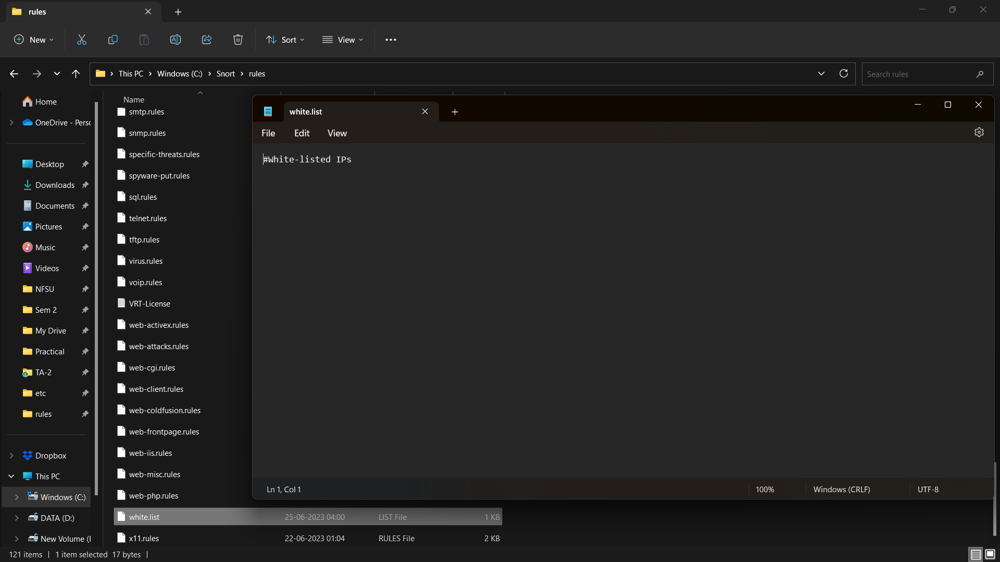 rules
New
Sort
View
This PC
Windows (C:)
Snort
rules
Search rules
Home
OneDrive - Perso
Desktop
Downloads
Documents
Pictures
Music
Videos
NFSU
Sem 2
My Drive
Practical
TA-2
etc
rules
Dropbox
This PC
Windows (C:)
DATA (D:)
New Volume (
Name
smtp.rules
snmp.rules
specific-threats.rules
spyware-put.rules
sql.rules
telnet.rules
tftp.rules
virus.rules
voip.rules
VRT-License
web-activex.rules
web-attacks.rules
web-cgi.rules
web-client.rules
web-coldfusion.rules
web-frontpage.rules
web-iis.rules
web-misc.rules
web-php.rules
white.list 25-06-2023 04:00 LIST File 1 KB
x11.rules 22-06-2023 01:04 RULES File 2 KB
white.list
File Edit View
#White-listed IPs
Ln 1, Col 1 100% Windows (CRLF) UTF-8
121 items 1 item selected 17 bytes